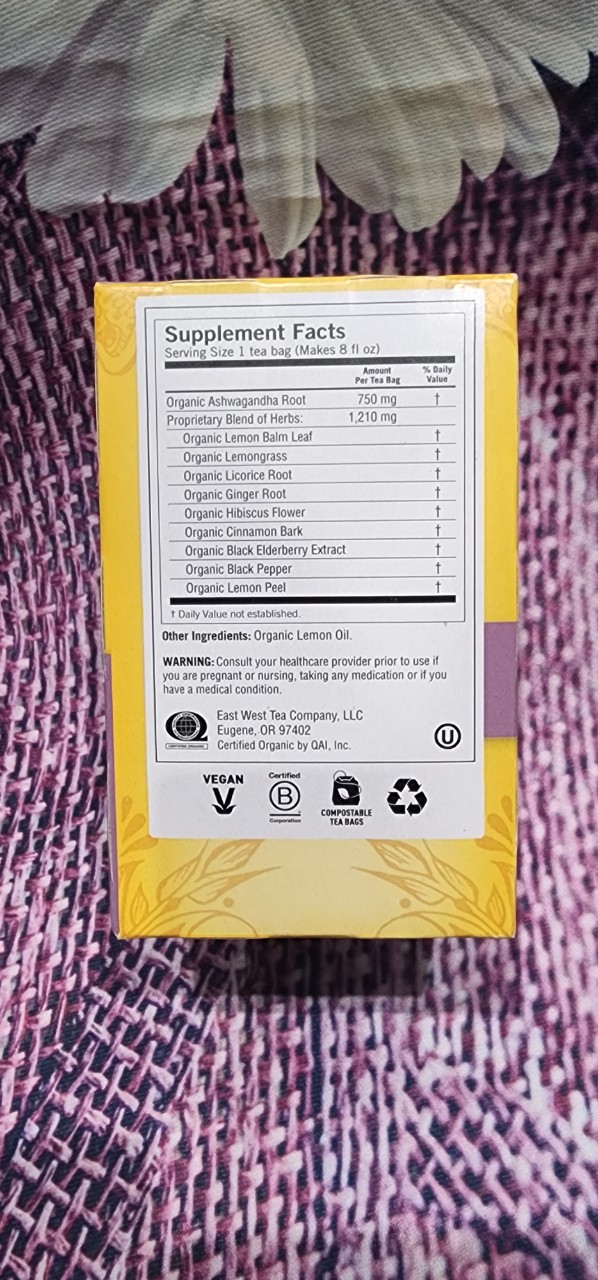 Supplement Facts
Serving Size 1 tea bag (Makes 8 fl oz)
Amount Per Tea Bag % Daily Value
Organic Ashwagandha Root 750 mg †
Proprietary Blend of Herbs: 1,210 mg
Organic Lemon Balm Leaf †
Organic Lemongrass †
Organic Licorice Root †
Organic Ginger Root †
Organic Hibiscus Flower †
Organic Cinnamon Bark †
Organic Black Elderberry Extract †
Organic Black Pepper †
Organic Lemon Peel †
† Daily Value not established.
Other Ingredients: Organic Lemon Oil.
WARNING: Consult your healthcare provider prior to use if
you are pregnant or nursing, taking any medication or if you
have a medical condition.
East West Tea Company, LLC
Eugene, OR 97402
Certified Organic by QAI, Inc.
CERTIFIED ORGANIC
U
VEGAN
V
Certified
B
Corporation
COMPOSTABLE
TEA BAGS